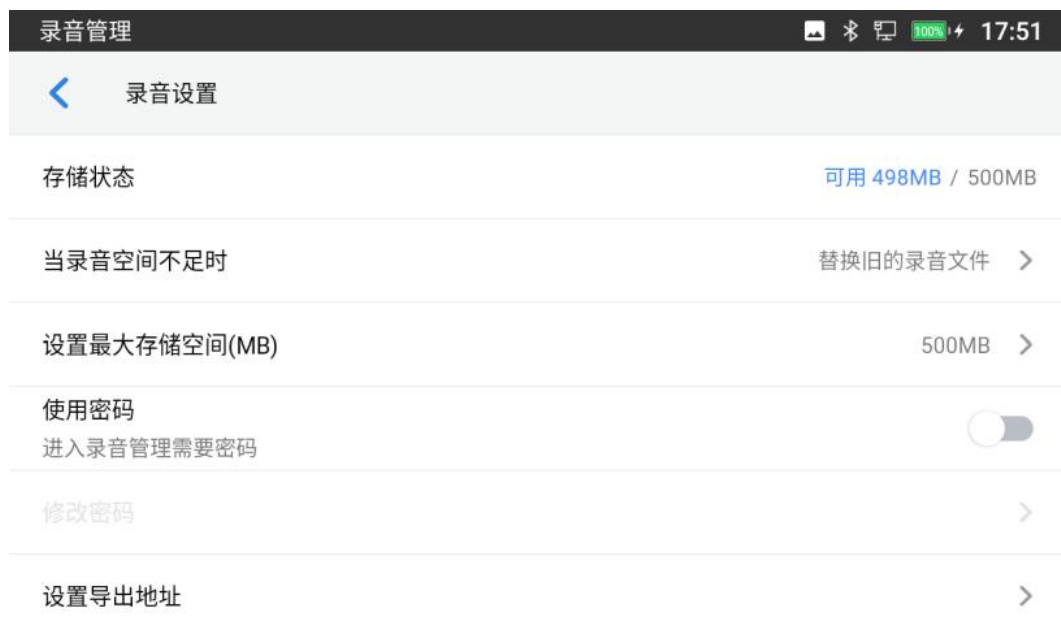 录音管理 100% 17:51
录音设置
存储状态 可用 498MB / 500MB
当录音空间不足时 替换旧的录音文件
设置最大存储空间(MB) 500MB
使用密码
进入录音管理需要密码
修改密码
设置导出地址